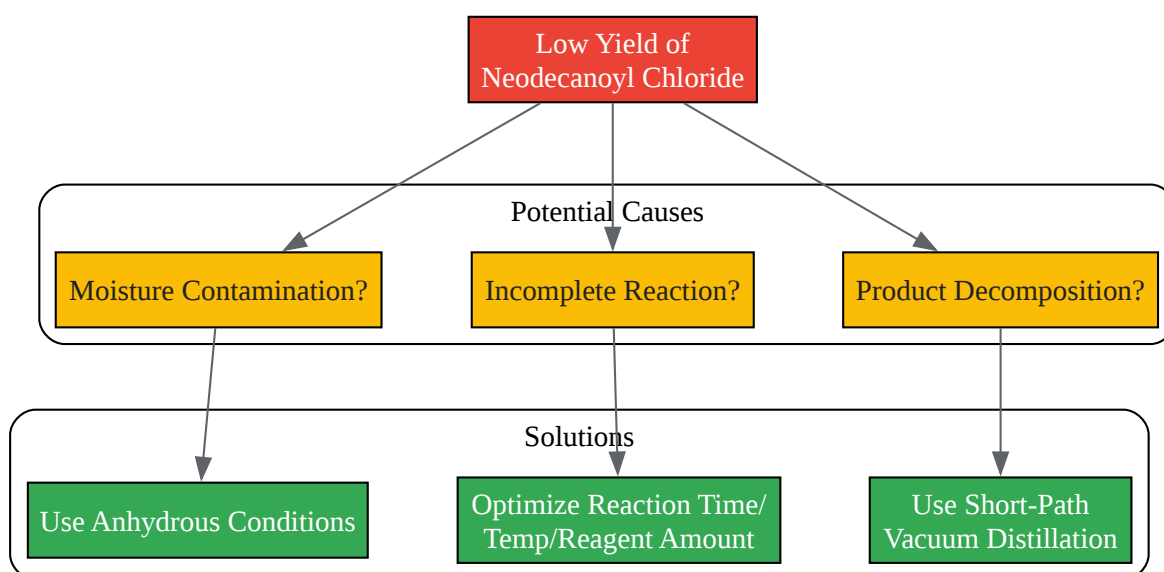 Low Yield of
Neodecanoyl Chloride
Potential Causes
Moisture Contamination?
Incomplete Reaction?
Product Decomposition?
Solutions
Use Anhydrous Conditions
Optimize Reaction Time/
Temp/Reagent Amount
Use Short-Path
Vacuum Distillation